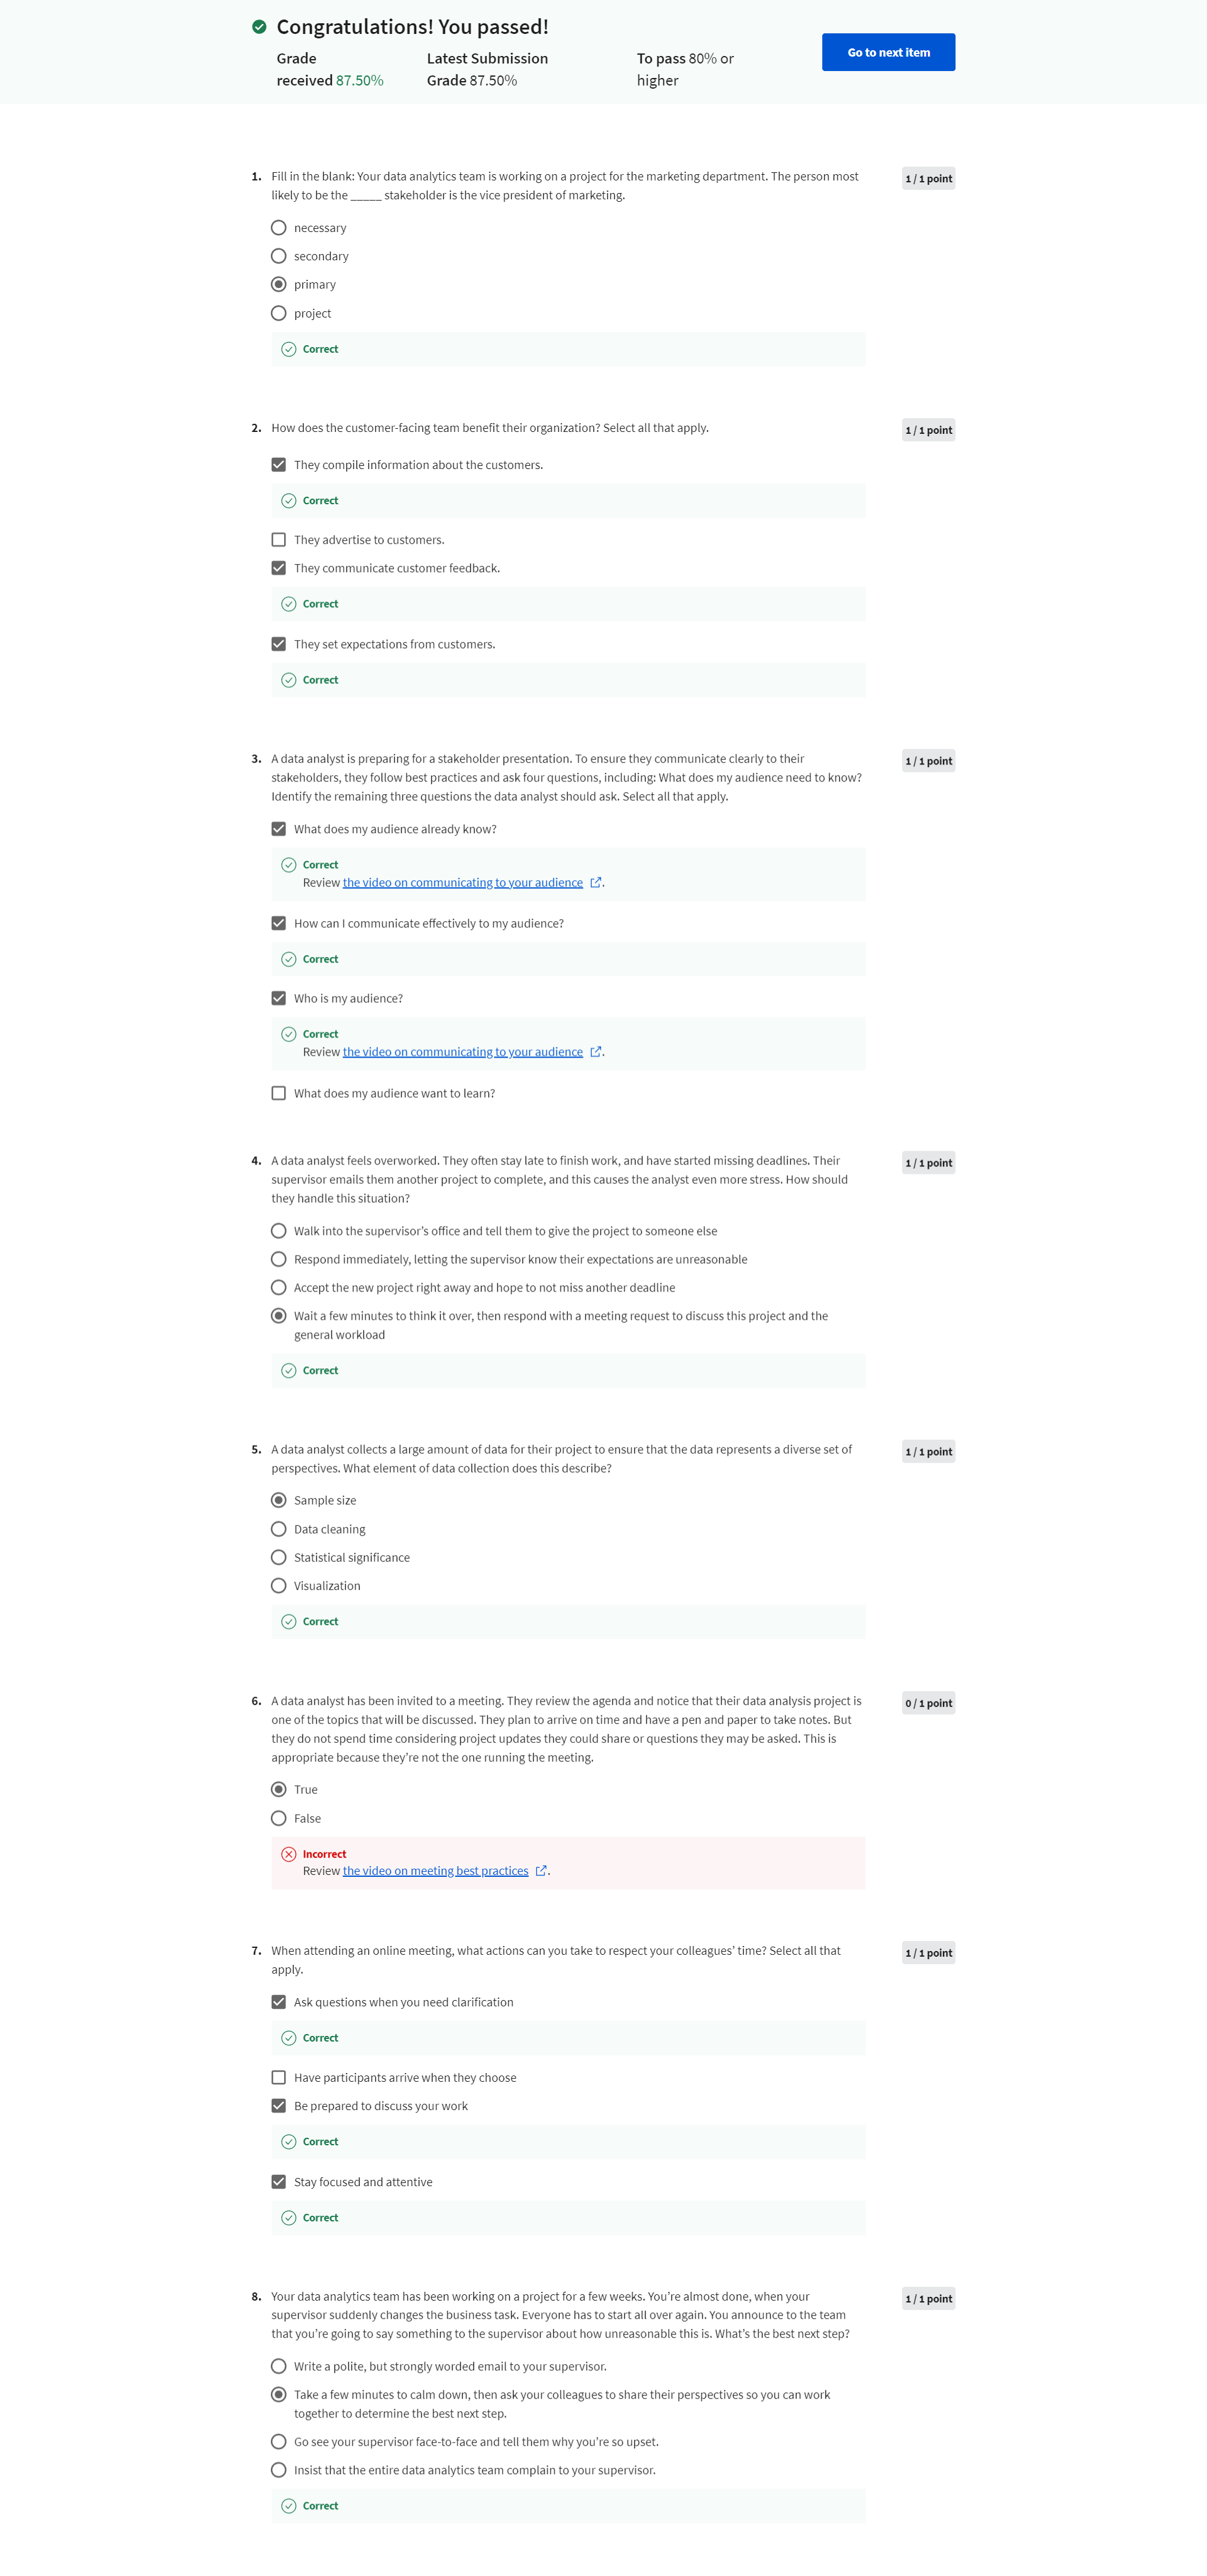 Congratulations! You passed!
Grade
received 87.50%
Latest Submission
Grade 87.50%
To pass 80% or
higher
Go to next item
1. Fill in the blank: Your data analytics team is working on a project for the marketing department. The person most
likely to be the _____ stakeholder is the vice president of marketing.
1 / 1 point
necessary
secondary
primary
project
Correct
2. How does the customer-facing team benefit their organization? Select all that apply.
1 / 1 point
They compile information about the customers.
Correct
They advertise to customers.
They communicate customer feedback.
Correct
They set expectations from customers.
Correct
3. A data analyst is preparing for a stakeholder presentation. To ensure they communicate clearly to their
stakeholders, they follow best practices and ask four questions, including: What does my audience need to know?
Identify the remaining three questions the data analyst should ask. Select all that apply.
1 / 1 point
What does my audience already know?
Correct
Review the video on communicating to your audience.
How can I communicate effectively to my audience?
Correct
Who is my audience?
Correct
Review the video on communicating to your audience.
What does my audience want to learn?
4. A data analyst feels overworked. They often stay late to finish work, and have started missing deadlines. Their
supervisor emails them another project to complete, and this causes the analyst even more stress. How should
they handle this situation?
1 / 1 point
Walk into the supervisor’s office and tell them to give the project to someone else
Respond immediately, letting the supervisor know their expectations are unreasonable
Accept the new project right away and hope to not miss another deadline
Wait a few minutes to think it over, then respond with a meeting request to discuss this project and the
general workload
Correct
5. A data analyst collects a large amount of data for their project to ensure that the data represents a diverse set of
perspectives. What element of data collection does this describe?
1 / 1 point
Sample size
Data cleaning
Statistical significance
Visualization
Correct
6. A data analyst has been invited to a meeting. They review the agenda and notice that their data analysis project is
one of the topics that will be discussed. They plan to arrive on time and have a pen and paper to take notes. But
they do not spend time considering project updates they could share or questions they may be asked. This is
appropriate because they’re not the one running the meeting.
0 / 1 point
True
False
Incorrect
Review the video on meeting best practices.
7. When attending an online meeting, what actions can you take to respect your colleagues’ time? Select all that
apply.
1 / 1 point
Ask questions when you need clarification
Correct
Have participants arrive when they choose
Be prepared to discuss your work
Correct
Stay focused and attentive
Correct
8. Your data analytics team has been working on a project for a few weeks. You’re almost done, when your
supervisor suddenly changes the business task. Everyone has to start all over again. You announce to the team
that you’re going to say something to the supervisor about how unreasonable this is. What’s the best next step?
1 / 1 point
Write a polite, but strongly worded email to your supervisor.
Take a few minutes to calm down, then ask your colleagues to share their perspectives so you can work
together to determine the best next step.
Go see your supervisor face-to-face and tell them why you’re so upset.
Insist that the entire data analytics team complain to your supervisor.
Correct